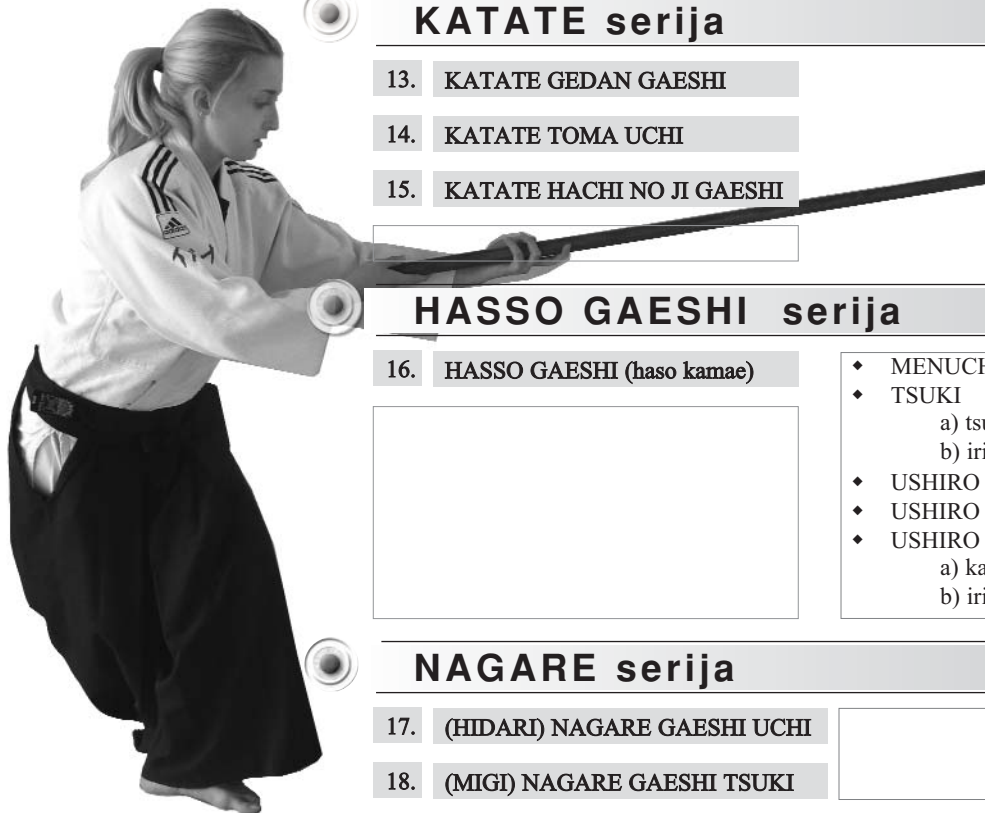 KATATE serija
13. KATATE GEDAN GAESHI
14. KATATE TOMA UCHI
15. KATATE HACHI NO JI GAESHI
HASSO GAESHI serija
16. HASSO GAESHI (haso kamae)
TSUKI
a)
b)
USHIRO
USHIRO
USHIRO
a)
b)
NAGARE serija
17. (HIDARI) NAGARE GAESHI UCHI
18. (MIGI) NAGARE GAESHI TSUKI
adidas